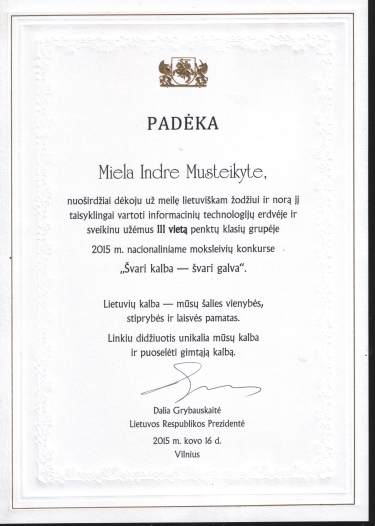 PADĖKA
Miela Indre Musteikyte,
nuoširdžiai dėkoju už meilę lietuviškam žodžiui ir norą jį
taisyklingai vartoti informacinių technologijų erdvėje ir
sveikinu užėmus III vietą penktų klasių grupėje
2015 m. nacionaliniame moksleivių konkurse
„Švari kalba — švari galva“.
Lietuvių kalba — mūsų šalies vienybės,
stiprybės ir laisvės pamatas.
Linkiu didžiuotis unikalia mūsų kalba
ir puoselėti gimtąją kalbą.
Dalia Grybauskaitė
Lietuvos Respublikos Prezidentė
2015 m. kovo 16 d.
Vilnius